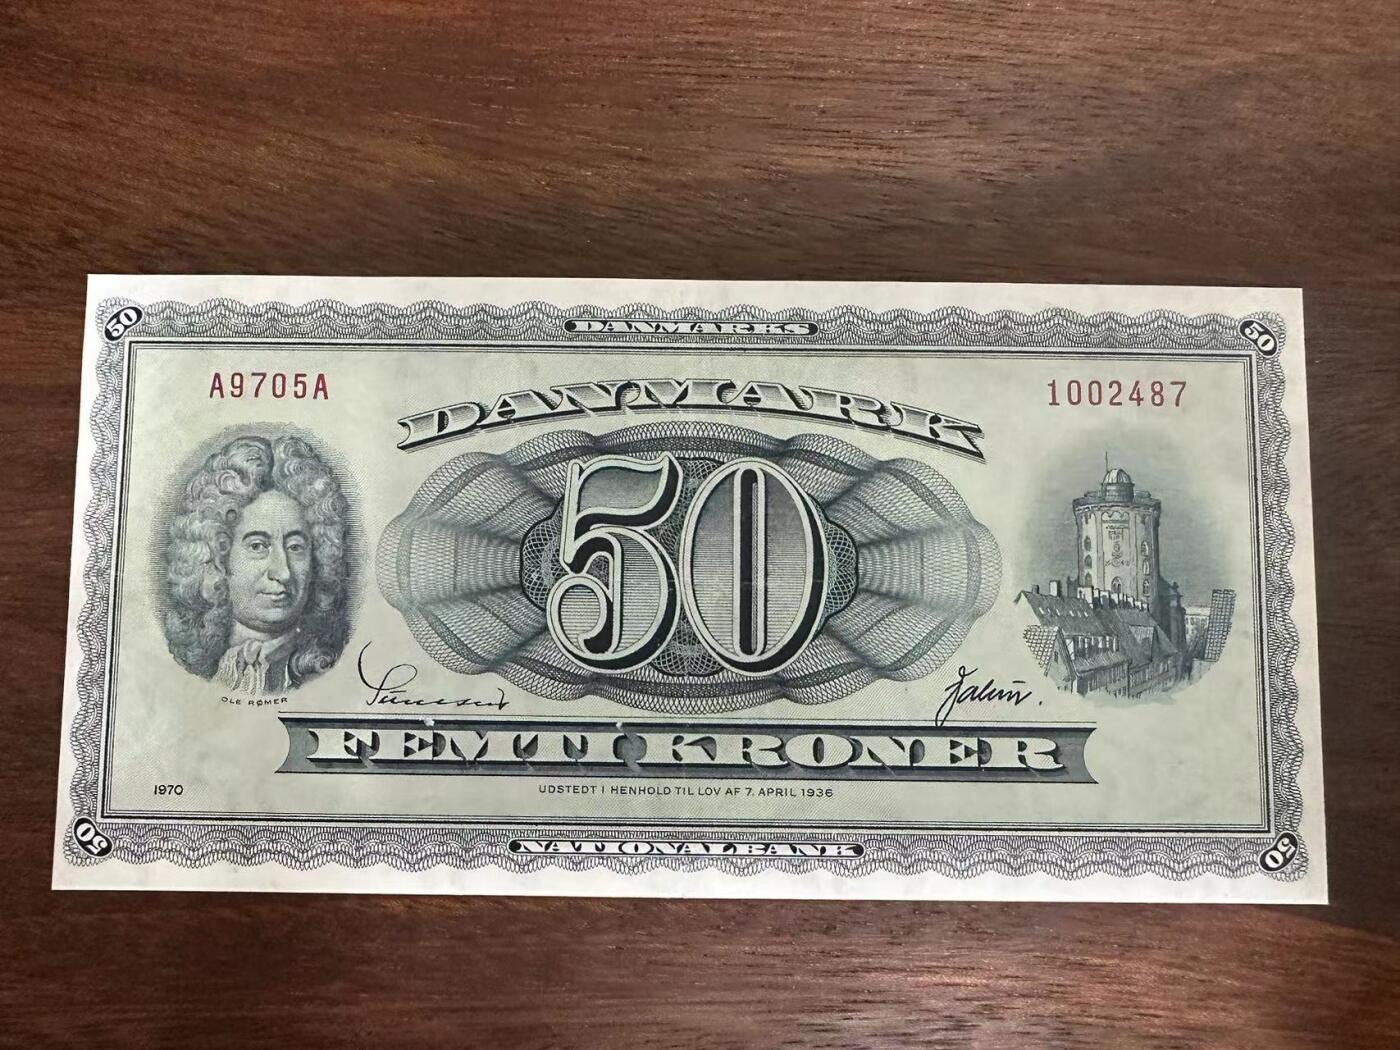 50
DANMARKS
50
A9705A
DANMARK
1002487
50
OLE RØMER
FEMTI KRONER
1970
UDSTEDT I HENHOLD TIL LOV AF 7. APRIL 1936
50
NATIONALBANK
50